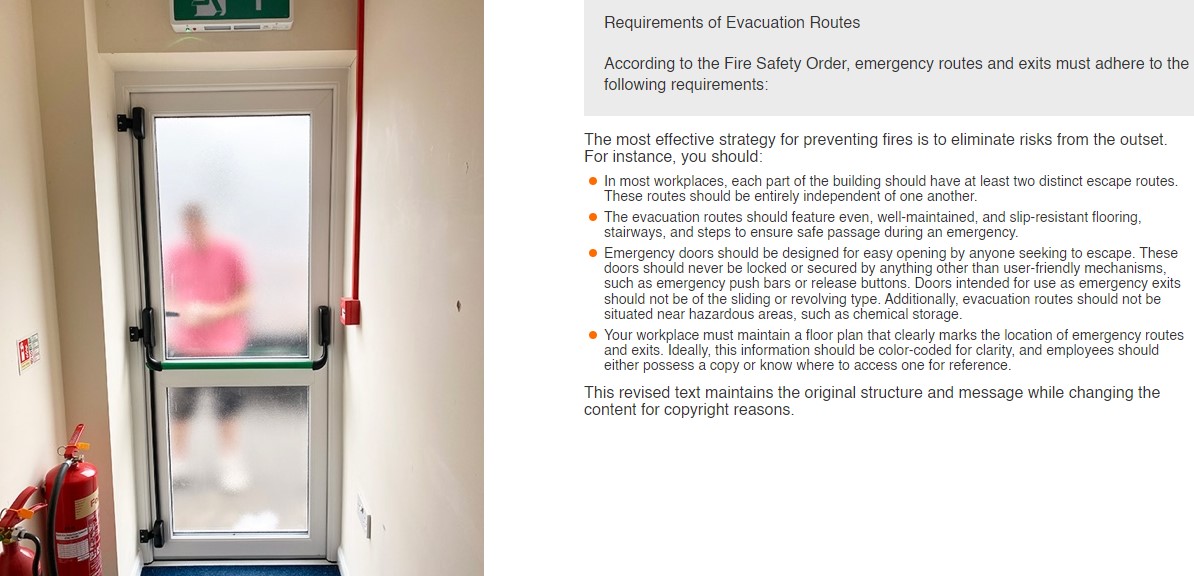 Requirements of Evacuation Routes
According to the Fire Safety Order, emergency routes and exits must adhere to the
following requirements:
The most effective strategy for preventing fires is to eliminate risks from the outset.
For instance, you should:
In most workplaces, each part of the building should have at least two distinct escape routes.
These routes should be entirely independent of one another.
The evacuation routes should feature even, well-maintained, and slip-resistant flooring,
stairways, and steps to ensure safe passage during an emergency.
Emergency doors should be designed for easy opening by anyone seeking to escape. These
doors should never be locked or secured by anything other than user-friendly mechanisms,
such as emergency push bars or release buttons. Doors intended for use as emergency exits
should not be of the sliding or revolving type. Additionally, evacuation routes should not be
situated near hazardous areas, such as chemical storage.
Your workplace must maintain a floor plan that clearly marks the location of emergency routes
and exits. Ideally, this information should be color-coded for clarity, and employees should
either possess a copy or know where to access one for reference.
This revised text maintains the original structure and message while changing the
content for copyright reasons.